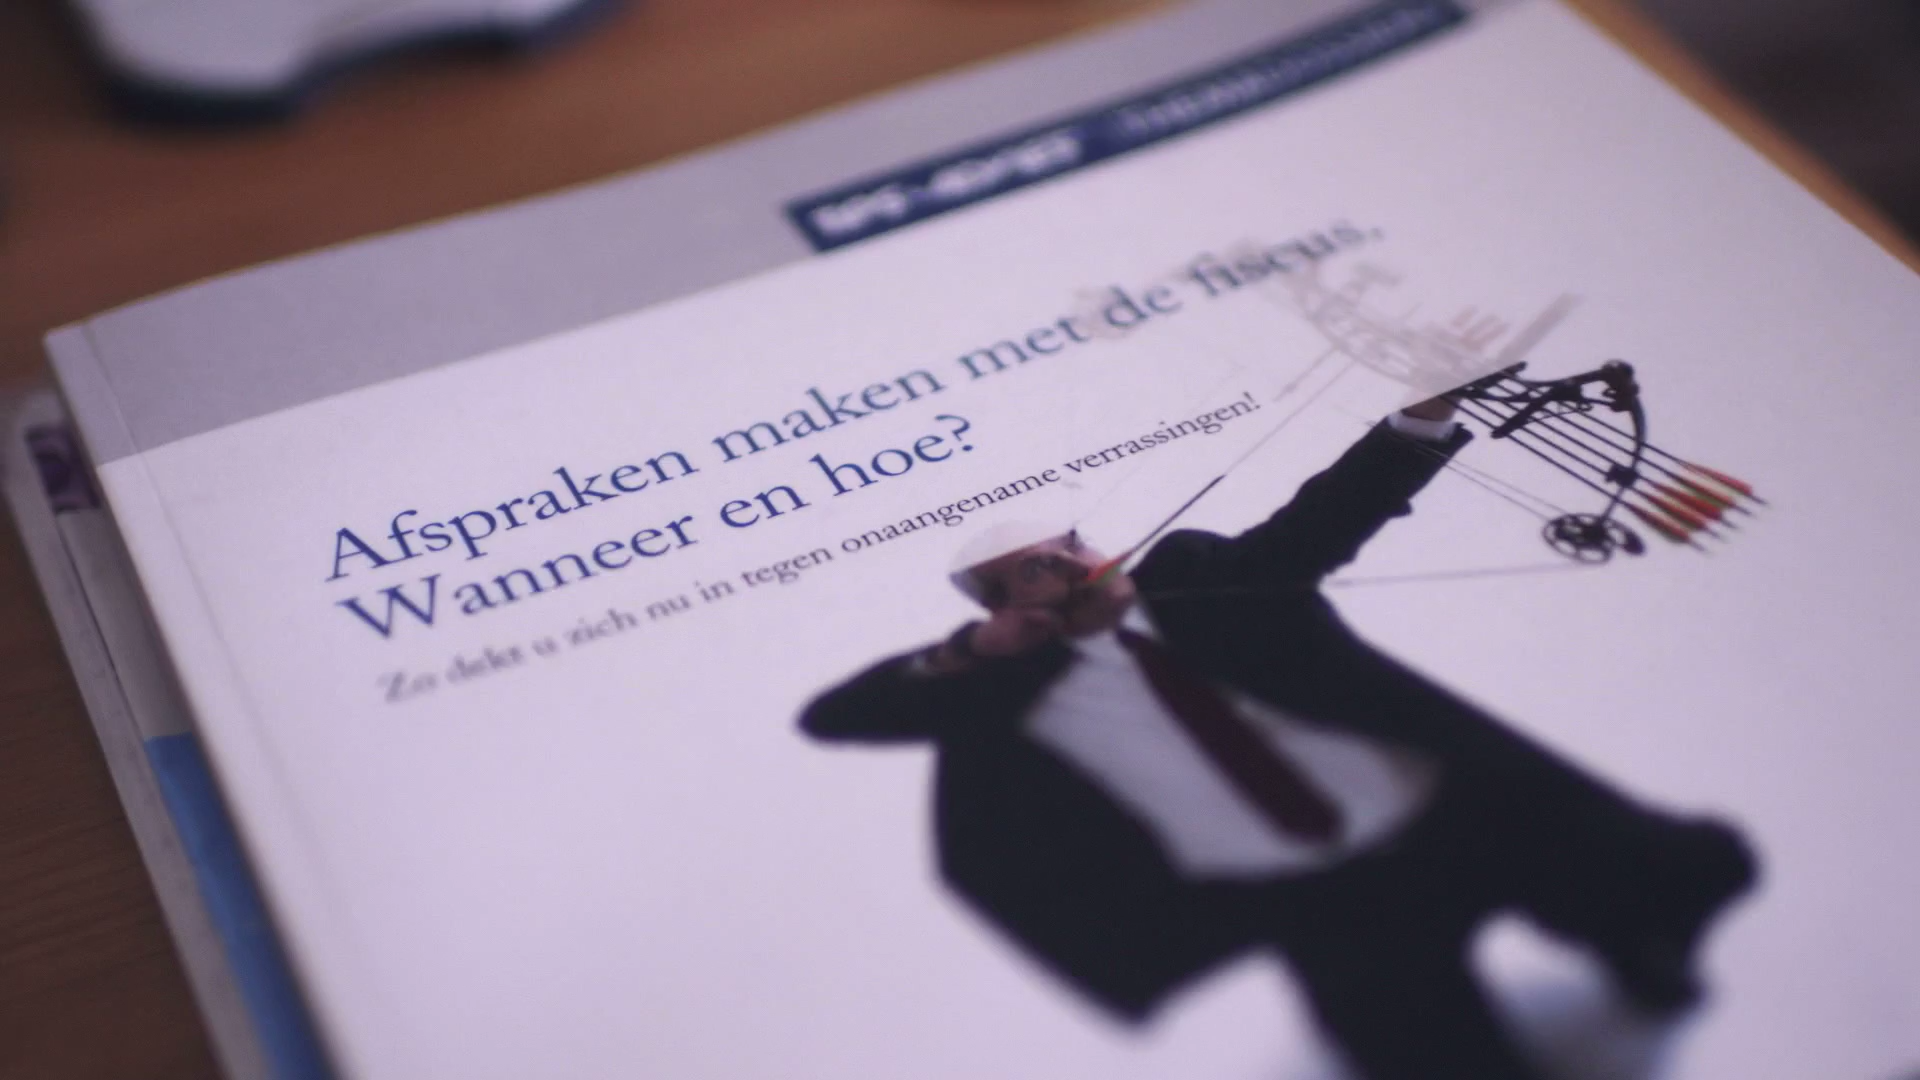 Afspraken maken met de fiscus.
Wanneer en hoe?
Zo dekt u zich nu in tegen onaangename verrassingen!